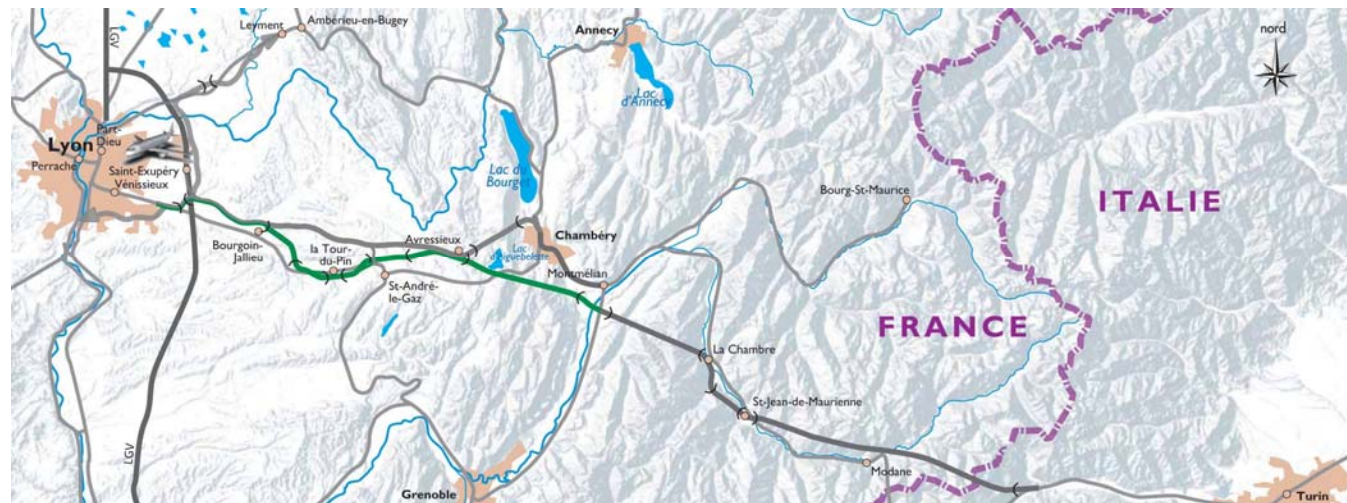 Ambérieu-en-Bugey
Leyment
LGV
Annecy
nord
Lac
d'Annecy
Part-
Dieu
Lyon
Perrache
Saint-Exupéry
Vénissieux
Lac du
Bourget
Bourg-St-Maurice
ITALIE
Bourgoin-
Jallieu
la Tour-
du-Pin
Avressieux
Lac
d'Aiguebelette
Chambéry
St-André-
le-Gaz
Montmélian
FRANCE
La Chambre
St-Jean-de-Maurienne
LGV
Modane
Grenoble
Turin